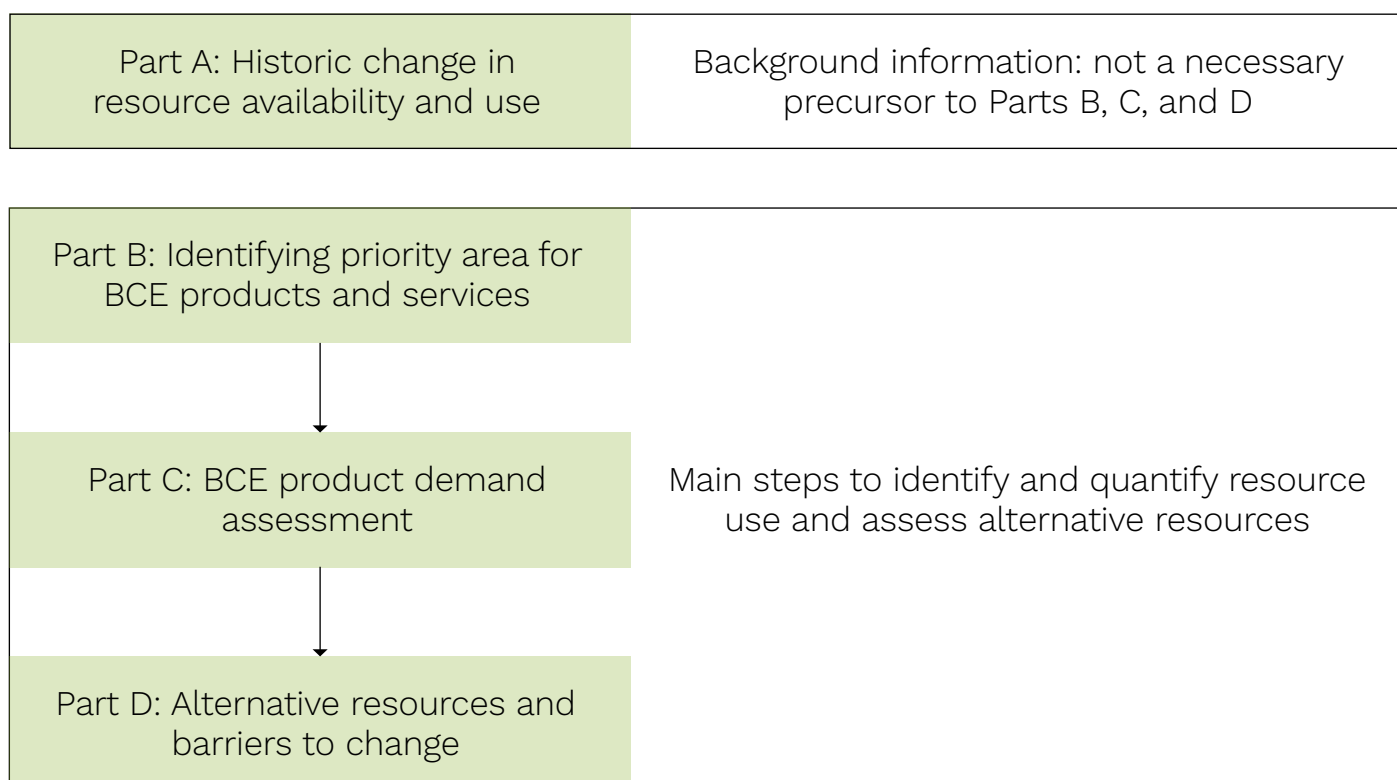 Part A: Historic change in
resource availability and use
Background information: not a necessary
precursor to Parts B, C, and D
Part B: Identifying priority area for
BCE products and services
Part C: BCE product demand
assessment
Main steps to identify and quantify resource
use and assess alternative resources
Part D: Alternative resources and
barriers to change